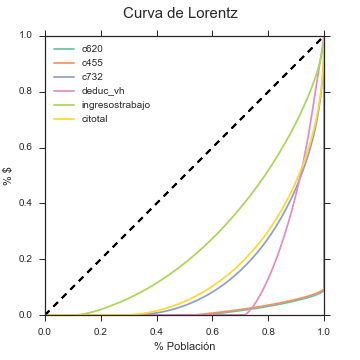 Curva de Lorentz
1.0
0.8
0.6
0.4
0.2
0.0
% $
c620
c455
c732
deduc_vh
ingresostrabajo
citotal
0.0 0.2 0.4 0.6 0.8 1.0
% Población